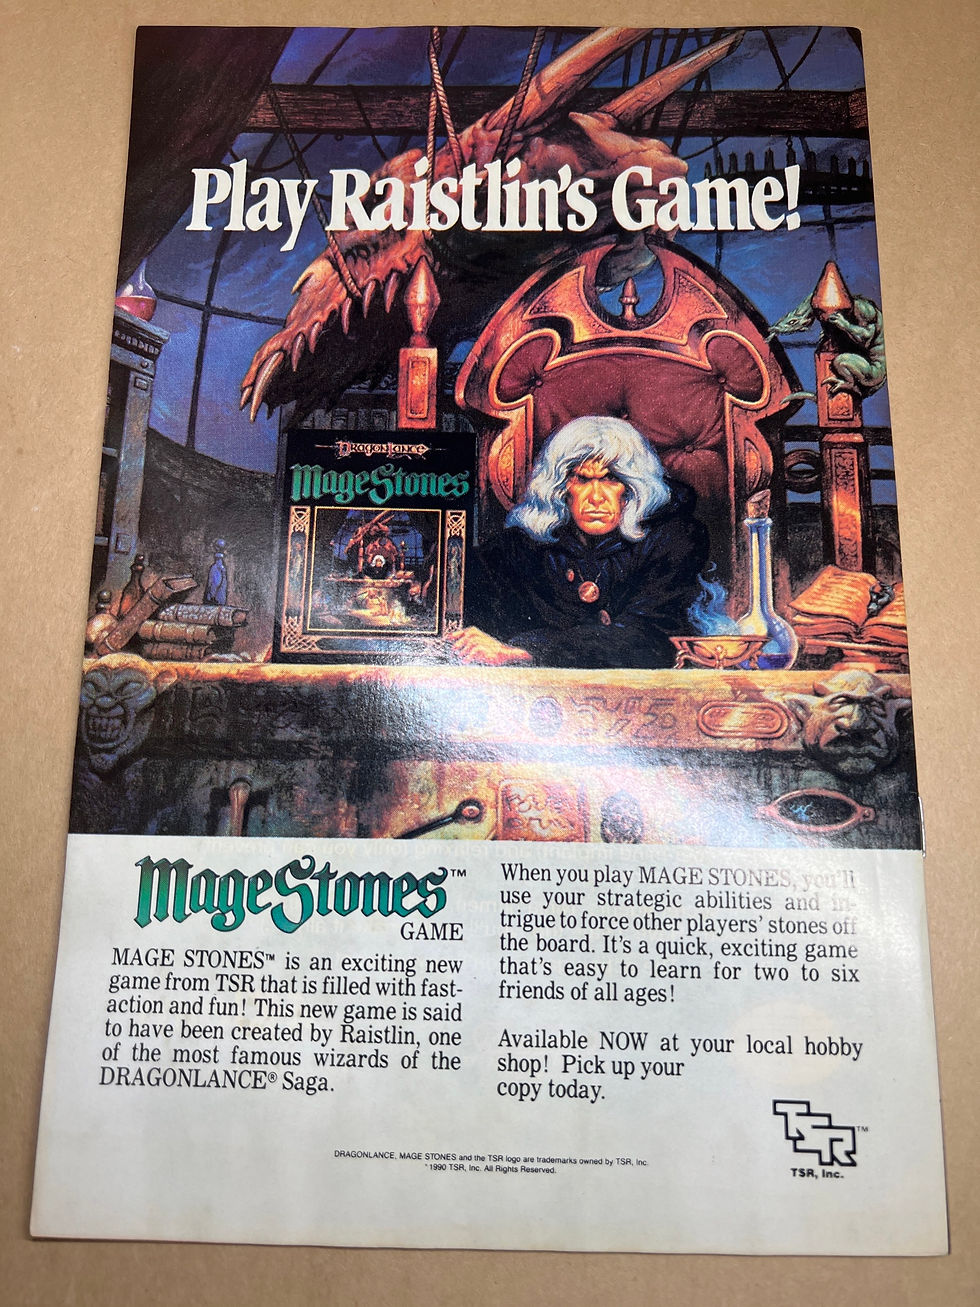 Play Raistlin's Game!
DRAGONLANCE
MageStones
MageStones™
GAME
MAGE STONES™ is an exciting new
game from TSR that is filled with fast-
action and fun! This new game is said
to have been created by Raistlin, one
of the most famous wizards of the
DRAGONLANCE® Saga.
When you play MAGE STONES, you'll
use your strategic abilities and in-
trigue to force other players' stones off
the board. It's a quick, exciting game
that's easy to learn for two to six
friends of all ages!
Available NOW at your local hobby
shop! Pick up your
copy today.
TSR™
TSR, Inc.
DRAGONLANCE, MAGE STONES and the TSR logo are trademarks owned by TSR, Inc.
1990 TSR, Inc. All Rights Reserved.